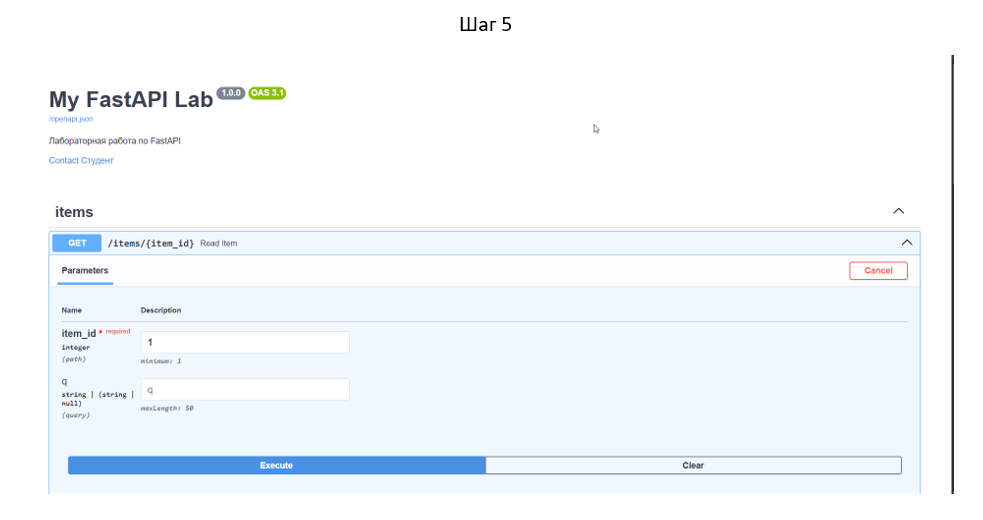 Шаг 5
My FastAPI Lab 1.0.0 OAS 3.1
/openapi.json
Лабораторная работа по FastAPI
Contact Студент
items
GET /items/{item_id} Read Item
Parameters
Cancel
Name Description
item_id * required
integer
(path)
1
minimum: 1
q
string | (string |
null)
(query)
q
maxLength: 50
Execute Clear